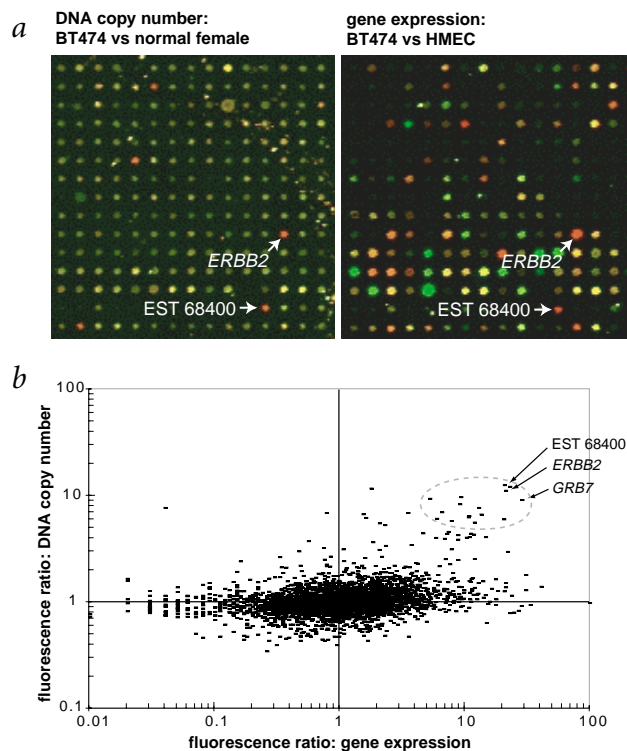 a
DNA copy number:
BT474 vs normal female
gene expression:
BT474 vs HMEC
ERBB2
EST 68400
ERBB2
EST 68400
b
fluorescence ratio: DNA copy number
100
10
1
0.1
EST 68400
ERBB2
GRB7
0.01
0.1
1
10
100
fluorescence ratio: gene expression